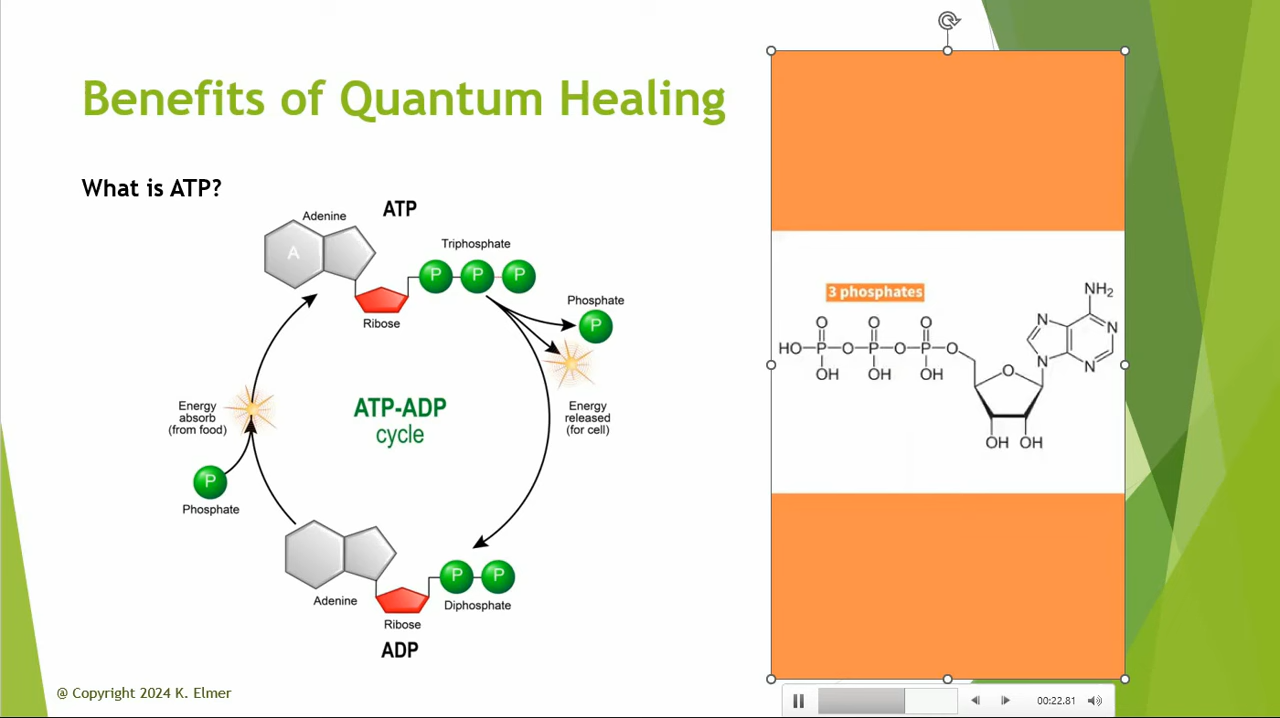 Benefits of Quantum Healing
What is ATP?
ATP
Adenine
A
Triphosphate
P P P
Ribose
Phosphate
P
Energy
absorb
(from food)
ATP-ADP
cycle
Energy
released
(for cell)
P
Phosphate
P P
Adenine
Diphosphate
Ribose
ADP
3 phosphates
NH2
O O O
N N
HO P O P O P O
N N
OH OH OH
O
OH OH
@ Copyright 2024 K. Elmer
00:22.81